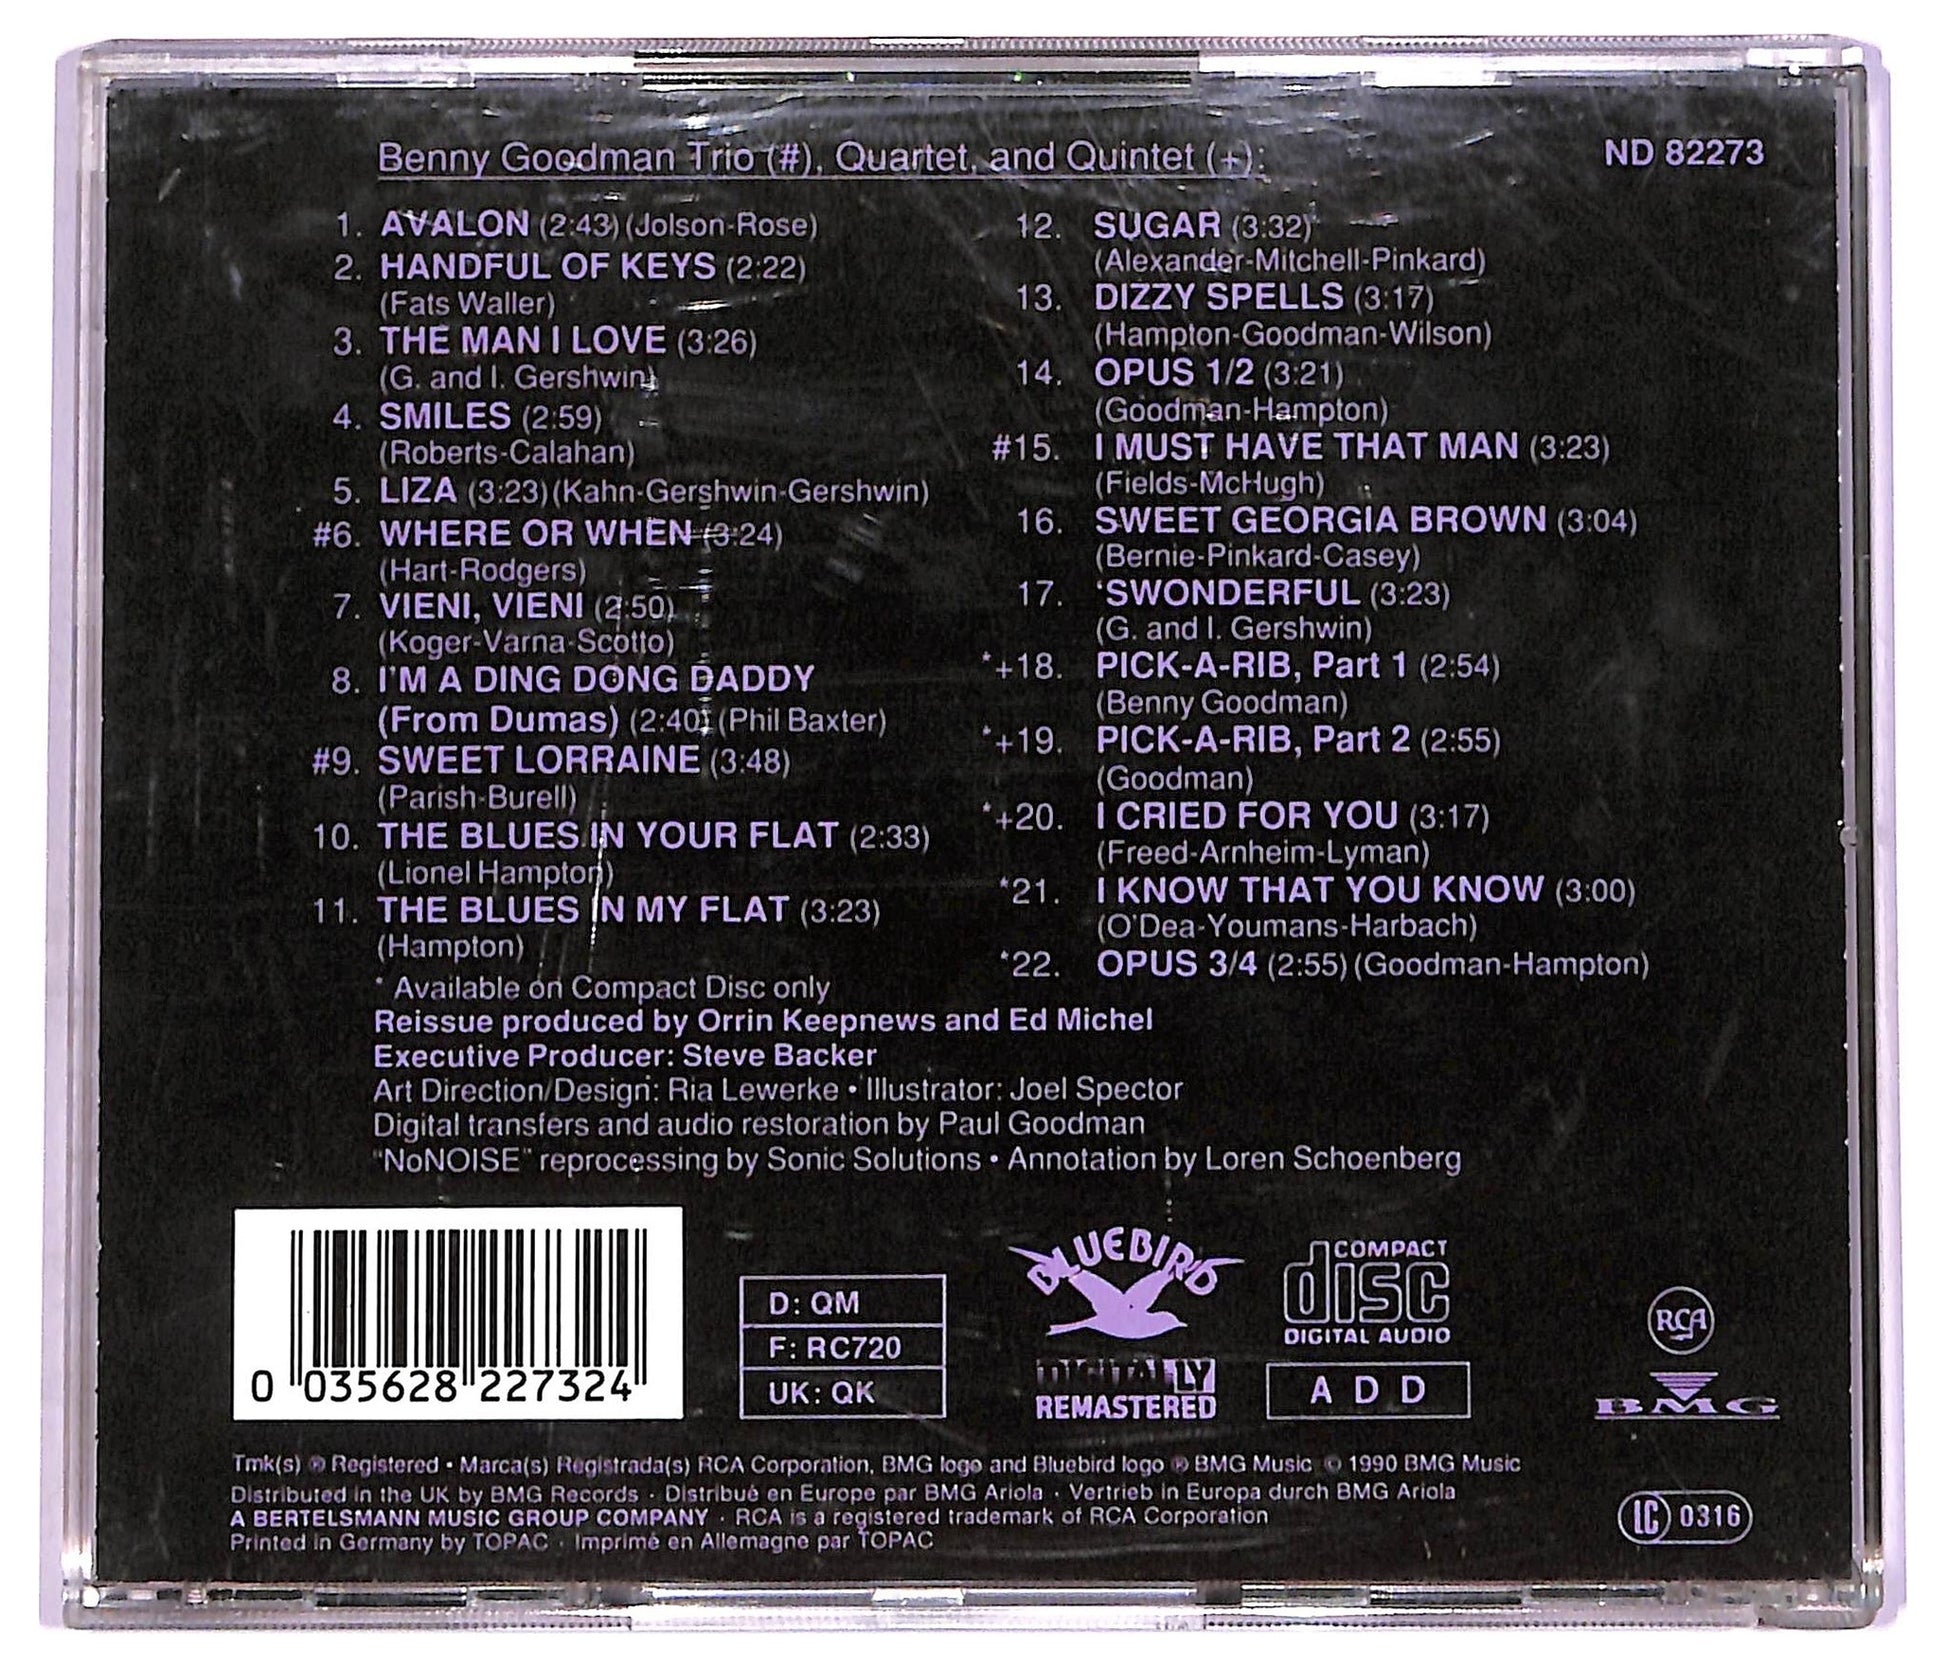 Benny Goodman Trio (#), Quartet, and Quintet (+):
ND 82273
1. AVALON (2:43) (Jolson-Rose)
2. HANDFUL OF KEYS (2:22)
(Fats Waller)
3. THE MAN I LOVE (3:26)
(G. and I. Gershwin)
4. SMILES (2:59)
(Roberts-Calahan)
5. LIZA (3:23) (Kahn-Gershwin-Gershwin)
#6. WHERE OR WHEN (3:24)
(Hart-Rodgers)
7. VIENI, VIENI (2:50)
(Koger-Varna-Scotto)
8. I'M A DING DONG DADDY
(From Dumas) (2:40) (Phil Baxter)
#9. SWEET LORRAINE (3:48)
(Parish-Burell)
10. THE BLUES IN YOUR FLAT (2:33)
(Lionel Hampton)
11. THE BLUES IN MY FLAT (3:23)
(Hampton)
12. SUGAR (3:32)
(Alexander-Mitchell-Pinkard)
13. DIZZY SPELLS (3:17)
(Hampton-Goodman-Wilson)
14. OPUS 1/2 (3:21)
(Goodman-Hampton)
#15. I MUST HAVE THAT MAN (3:23)
(Fields-McHugh)
16. SWEET GEORGIA BROWN (3:04)
(Bernie-Pinkard-Casey)
17. 'SWONDERFUL (3:23)
(G. and I. Gershwin)
*+18. PICK-A-RIB, Part 1 (2:54)
(Benny Goodman)
*+19. PICK-A-RIB, Part 2 (2:55)
(Goodman)
*+20. I CRIED FOR YOU (3:17)
(Freed-Arnheim-Lyman)
*21. I KNOW THAT YOU KNOW (3:00)
(O'Dea-Youmans-Harbach)
*22. OPUS 3/4 (2:55) (Goodman-Hampton)
* Available on Compact Disc only
Reissue produced by Orrin Keepnews and Ed Michel
Executive Producer: Steve Backer
Art Direction/Design: Ria Lewerke • Illustrator: Joel Spector
Digital transfers and audio restoration by Paul Goodman
"NoNOISE" reprocessing by Sonic Solutions • Annotation by Loren Schoenberg
0 035628 227324
D: QM
F: RC720
UK: QK
BLUEBIRD
DIGITALLY
REMASTERED
COMPACT
disc
DIGITAL AUDIO
A D D
RCA
BMG
Tmk(s) ® Registered • Marca(s) Registrada(s) RCA Corporation, BMG logo and Bluebird logo ® BMG Music © 1990 BMG Music
Distributed in the UK by BMG Records · Distribué en Europe par BMG Ariola · Vertrieb in Europa durch BMG Ariola
A BERTELSMANN MUSIC GROUP COMPANY · RCA is a registered trademark of RCA Corporation
Printed in Germany by TOPAC · Imprimé en Allemagne par TOPAC
LC 0316